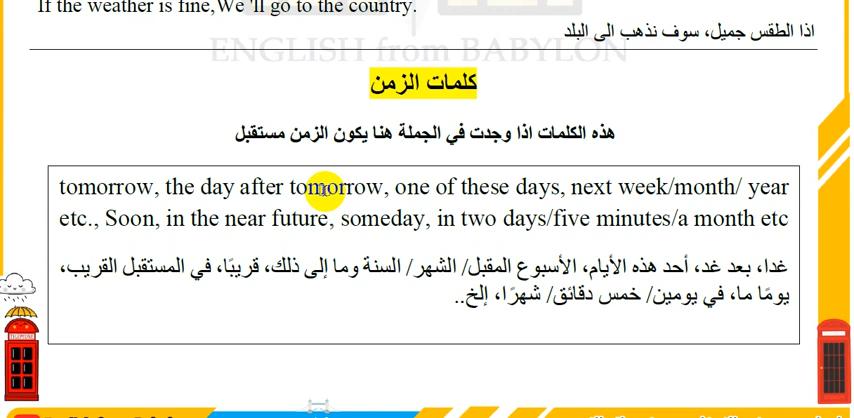 If the weather is fine,We 'll go to the country.
اذا الطقس جميل، سوف نذهب الى البلد
ENGLISH from BABYLON
كلمات الزمن
هذه الكلمات اذا وجدت في الجملة هنا يكون الزمن مستقبل
tomorrow, the day after tomorrow, one of these days, next week/month/ year
etc., Soon, in the near future, someday, in two days/five minutes/a month etc
غدا، بعد غد، أحد هذه الأيام، الأسبوع المقبل/ الشهر/ السنة وما إلى ذلك، قريبًا، في المستقبل القريب،
يومًا ما، في يومين/ خمس دقائق/ شهرًا، إلخ..